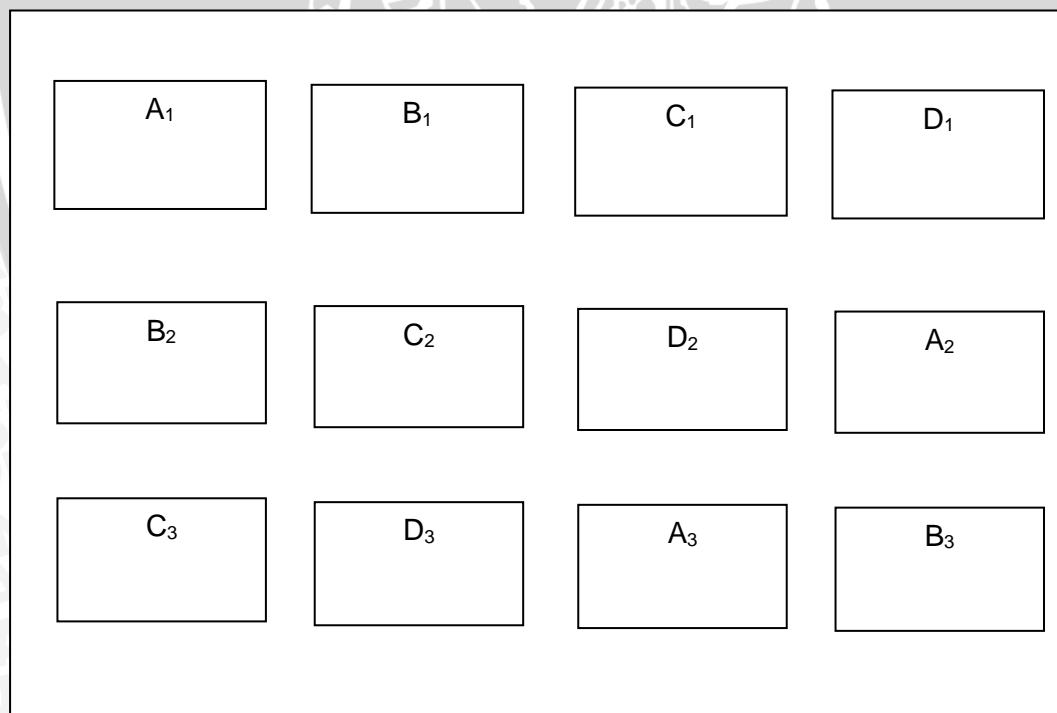 A₁ B₁ C₁ D₁
B₂ C₂ D₂ A₂
C₃ D₃ A₃ B₃